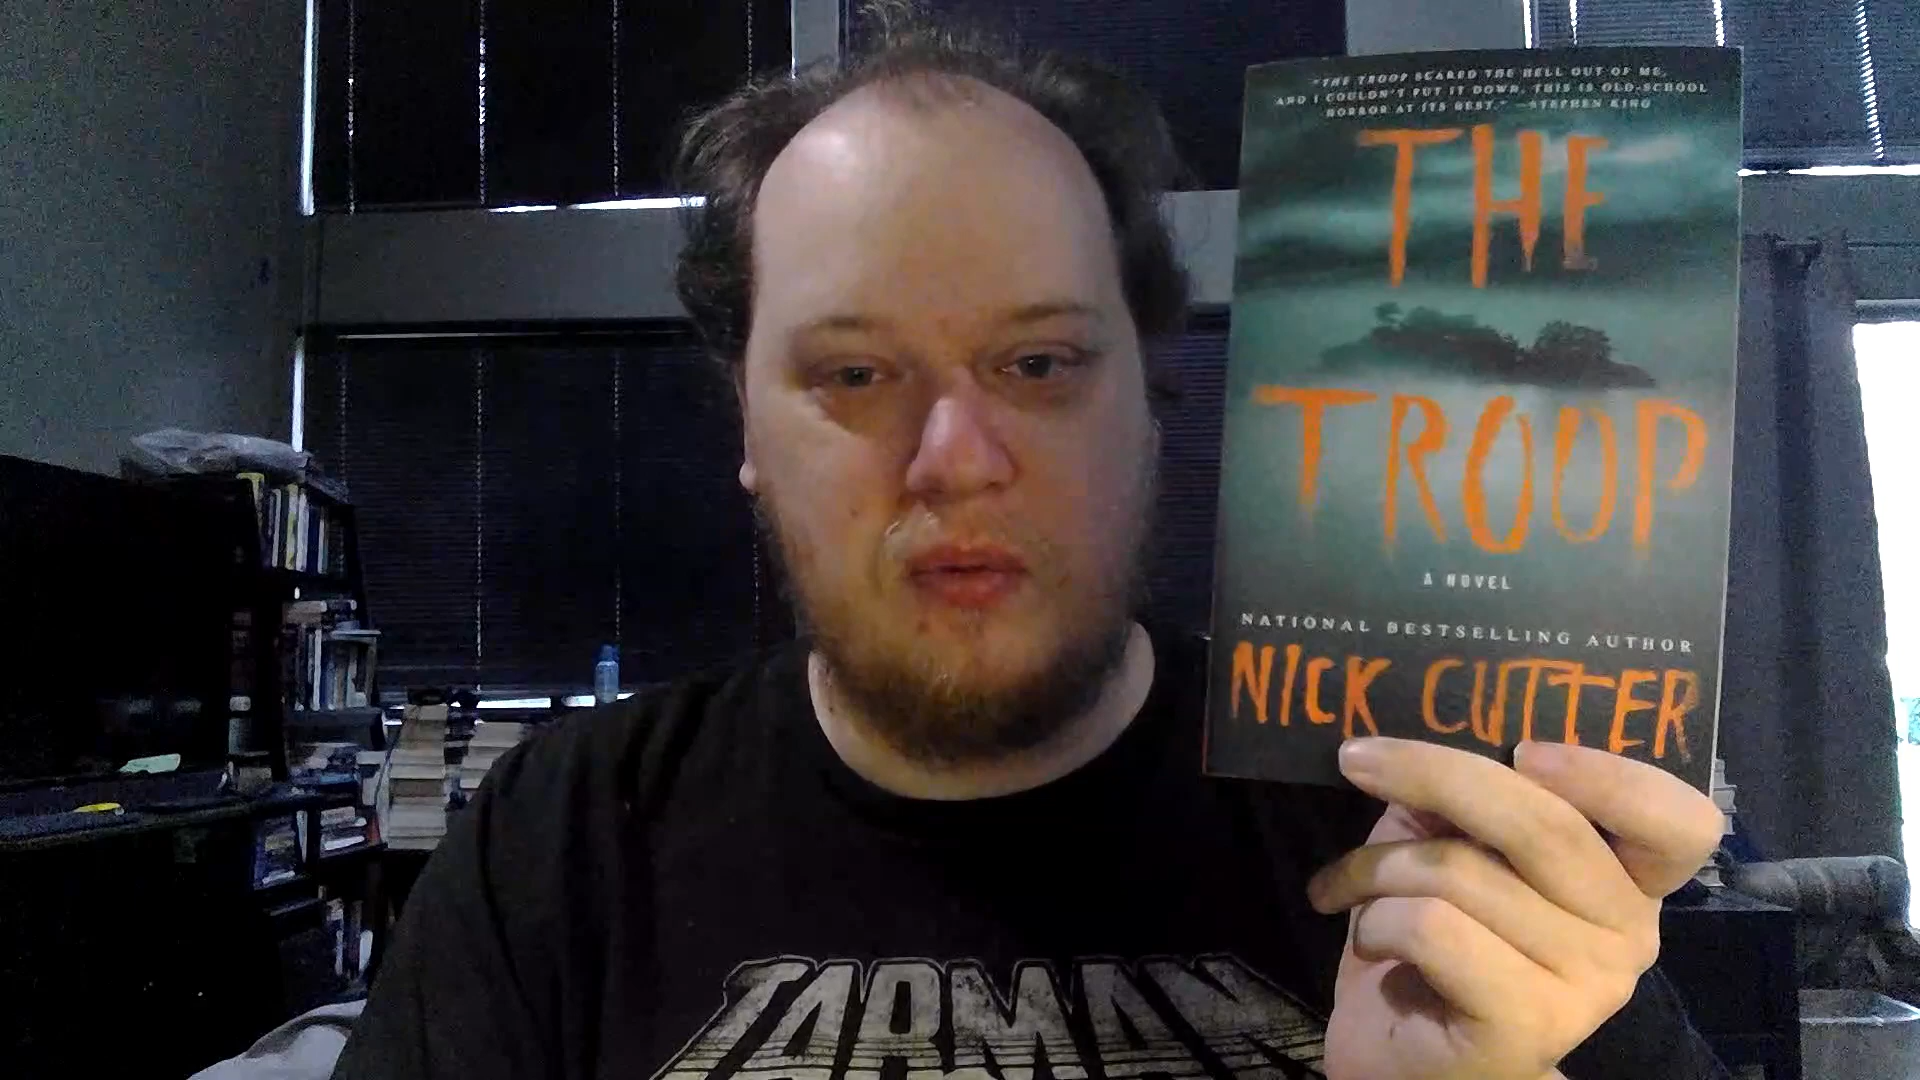 "THE TROOP SCARED THE HELL OUT OF ME,
AND I COULDN'T PUT IT DOWN. THIS IS OLD-SCHOOL
HORROR AT ITS BEST." —STEPHEN KING
THE
TROOP
A NOVEL
NATIONAL BESTSELLING AUTHOR
NICK CUTTER
TARMAN